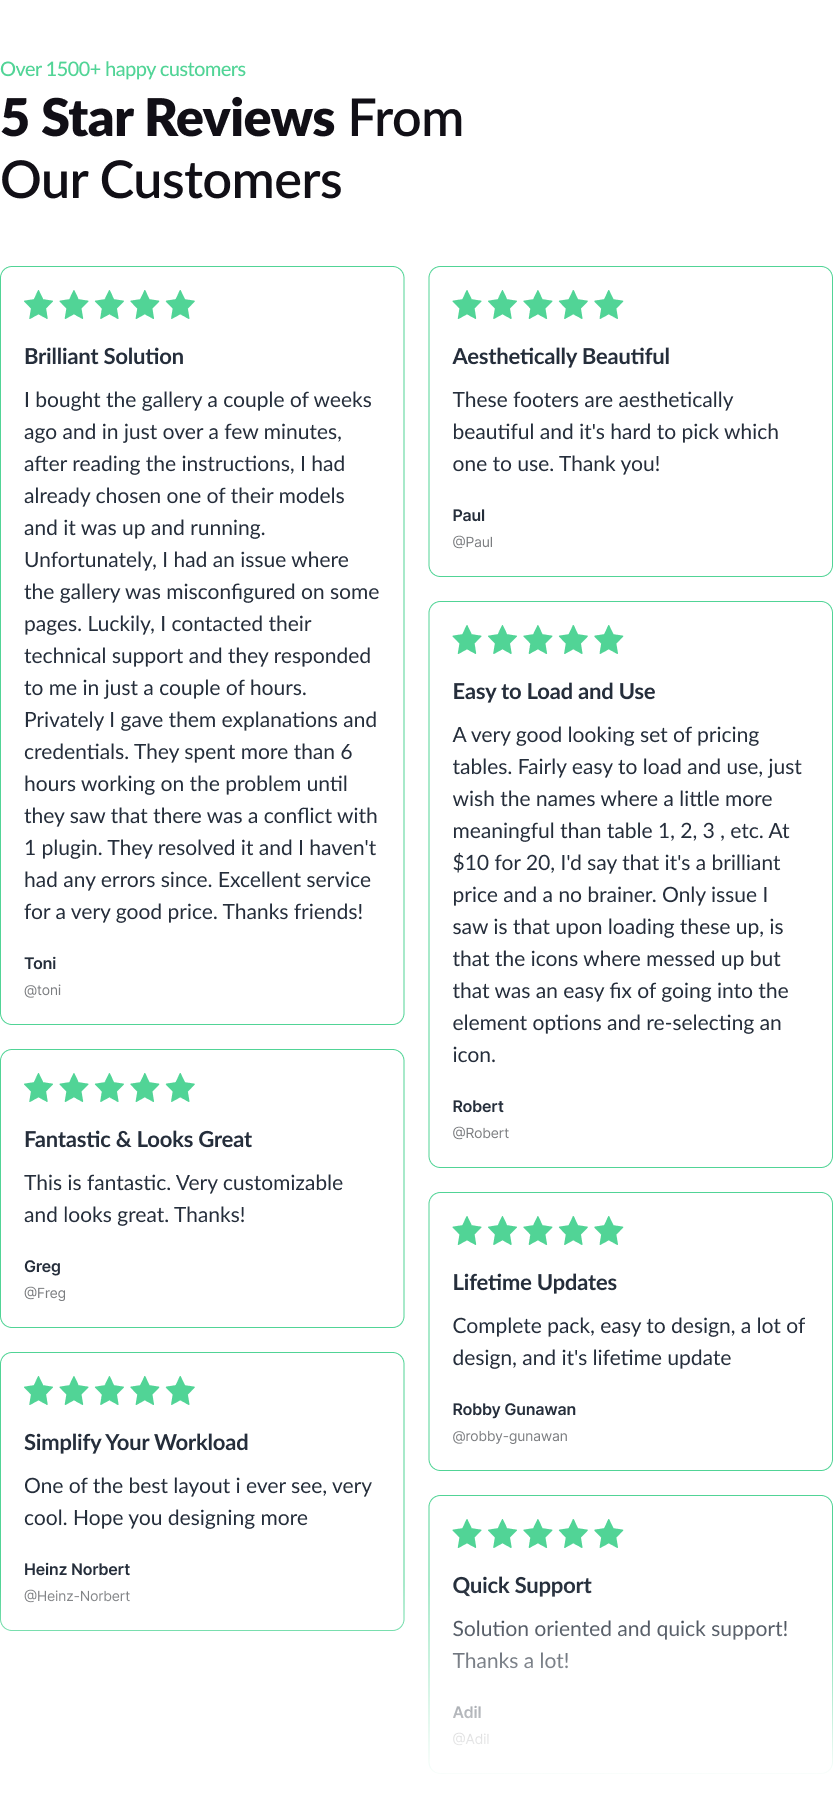 Over 1500+ happy customers
5 Star Reviews From
Our Customers
Brilliant Solution
I bought the gallery a couple of weeks
ago and in just over a few minutes,
after reading the instructions, I had
already chosen one of their models
and it was up and running.
Unfortunately, I had an issue where
the gallery was misconfigured on some
pages. Luckily, I contacted their
technical support and they responded
to me in just a couple of hours.
Privately I gave them explanations and
credentials. They spent more than 6
hours working on the problem until
they saw that there was a conflict with
1 plugin. They resolved it and I haven't
had any errors since. Excellent service
for a very good price. Thanks friends!
Toni
@toni
Fantastic & Looks Great
This is fantastic. Very customizable
and looks great. Thanks!
Greg
@Freg
Simplify Your Workload
One of the best layout i ever see, very
cool. Hope you designing more
Heinz Norbert
@Heinz-Norbert
Aesthetically Beautiful
These footers are aesthetically
beautiful and it's hard to pick which
one to use. Thank you!
Paul
@Paul
Easy to Load and Use
A very good looking set of pricing
tables. Fairly easy to load and use, just
wish the names where a little more
meaningful than table 1, 2, 3 , etc. At
$10 for 20, I'd say that it's a brilliant
price and a no brainer. Only issue I
saw is that upon loading these up, is
that the icons where messed up but
that was an easy fix of going into the
element options and re-selecting an
icon.
Robert
@Robert
Lifetime Updates
Complete pack, easy to design, a lot of
design, and it's lifetime update
Robby Gunawan
@robby-gunawan
Quick Support
Solution oriented and quick support!
Thanks a lot!
Adil
@Adil